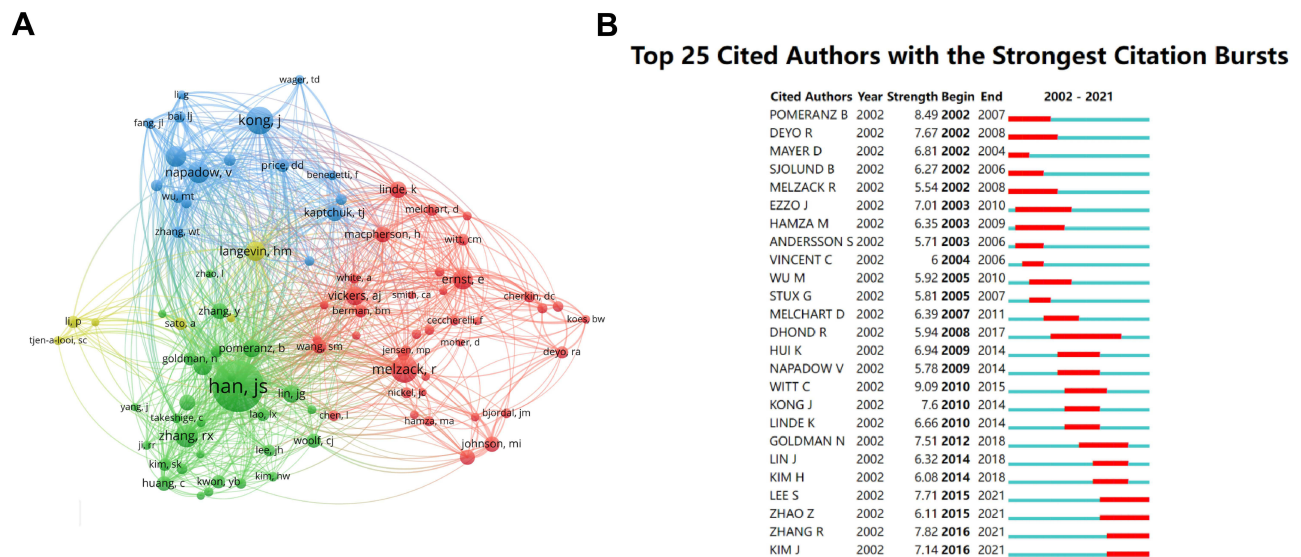 A
B
wager, td
li, g
bai, lj
fang, jl
kong, j
napadow, v
price, dd
benedetti, f
wu, mt
kaptchuk, tj
linde, k
melchart, d
zhang, wt
langevin, hm
macpherson, h
witt, cm
zhao, l
white, a
ernst, e
vickers, aj
smith, ca
cherkin, dc
berman, bm
zhang, y
li, p
sato, a
ceccherelli, f
koes, bw
tjen-a-looi, sc
wang, sm
moher, d
jensen, mp
deyo, ra
pomeranz, b
goldman, n
melzack, r
han, js
lin, jg
nickel, jc
yang, j
takeshige, c
lao, lx
chen, l
hamza, ma
bjordal, jm
zhang, rx
ji, rr
lee, jh
woolf, cj
johnson, mi
kim, sk
huang, c
kwon, yb
kim, hw
Top 25 Cited Authors with the Strongest Citation Bursts
Cited Authors Year Strength Begin End 2002 - 2021
POMERANZ B 2002 8.49 2002 2007
DEYO R 2002 7.67 2002 2008
MAYER D 2002 6.81 2002 2004
SJOLUND B 2002 6.27 2002 2006
MELZACK R 2002 5.54 2002 2008
EZZO J 2002 7.01 2003 2010
HAMZA M 2002 6.35 2003 2009
ANDERSSON S 2002 5.71 2003 2006
VINCENT C 2002 6 2004 2006
WU M 2002 5.92 2005 2010
STUX G 2002 5.81 2005 2007
MELCHART D 2002 6.39 2007 2011
DHOND R 2002 5.94 2008 2017
HUI K 2002 6.94 2009 2014
NAPADOW V 2002 5.78 2009 2014
WITT C 2002 9.09 2010 2015
KONG J 2002 7.6 2010 2014
LINDE K 2002 6.66 2010 2014
GOLDMAN N 2002 7.51 2012 2018
LIN J 2002 6.32 2014 2018
KIM H 2002 6.08 2014 2018
LEE S 2002 7.71 2015 2021
ZHAO Z 2002 6.11 2015 2021
ZHANG R 2002 7.82 2016 2021
KIM J 2002 7.14 2016 2021